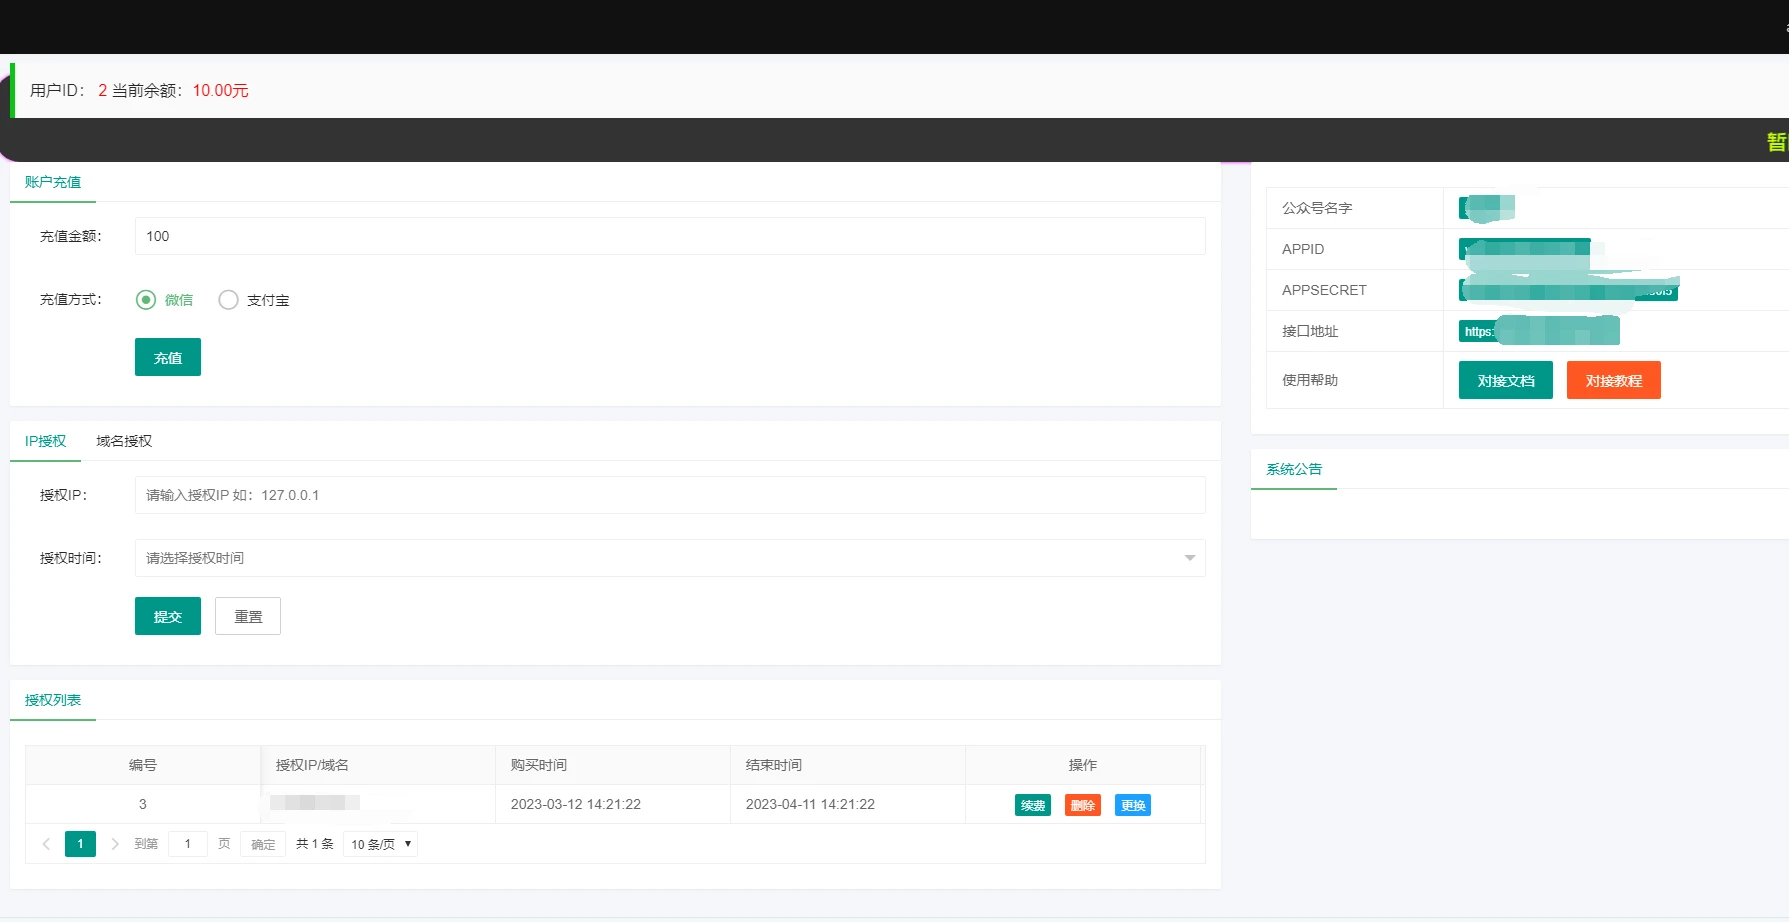 用户ID： 2 当前余额：10.00元
暂
账户充值
充值金额：
100
充值方式：
微信
支付宝
充值
IP授权
域名授权
授权IP：
请输入授权IP 如：127.0.0.1
授权时间：
请选择授权时间
提交
重置
授权列表
编号
授权IP/域名
购买时间
结束时间
操作
3
2023-03-12 14:21:22
2023-04-11 14:21:22
续费
删除
更换
1
到第
1
页
确定
共 1 条
10 条/页
公众号名字
APPID
APPSECRET
接口地址
https:
使用帮助
对接文档
对接教程
系统公告